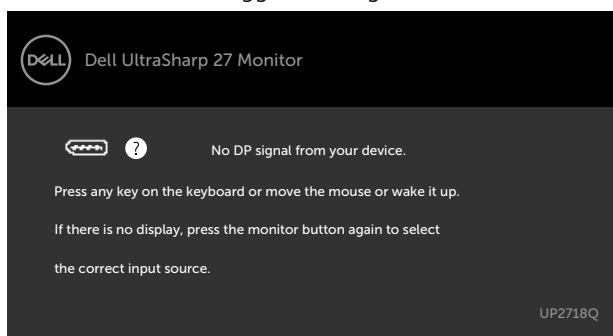 DELL
Dell UltraSharp 27 Monitor
?
No DP signal from your device.
Press any key on the keyboard or move the mouse or wake it up.
If there is no display, press the monitor button again to select
the correct input source.
UP2718Q